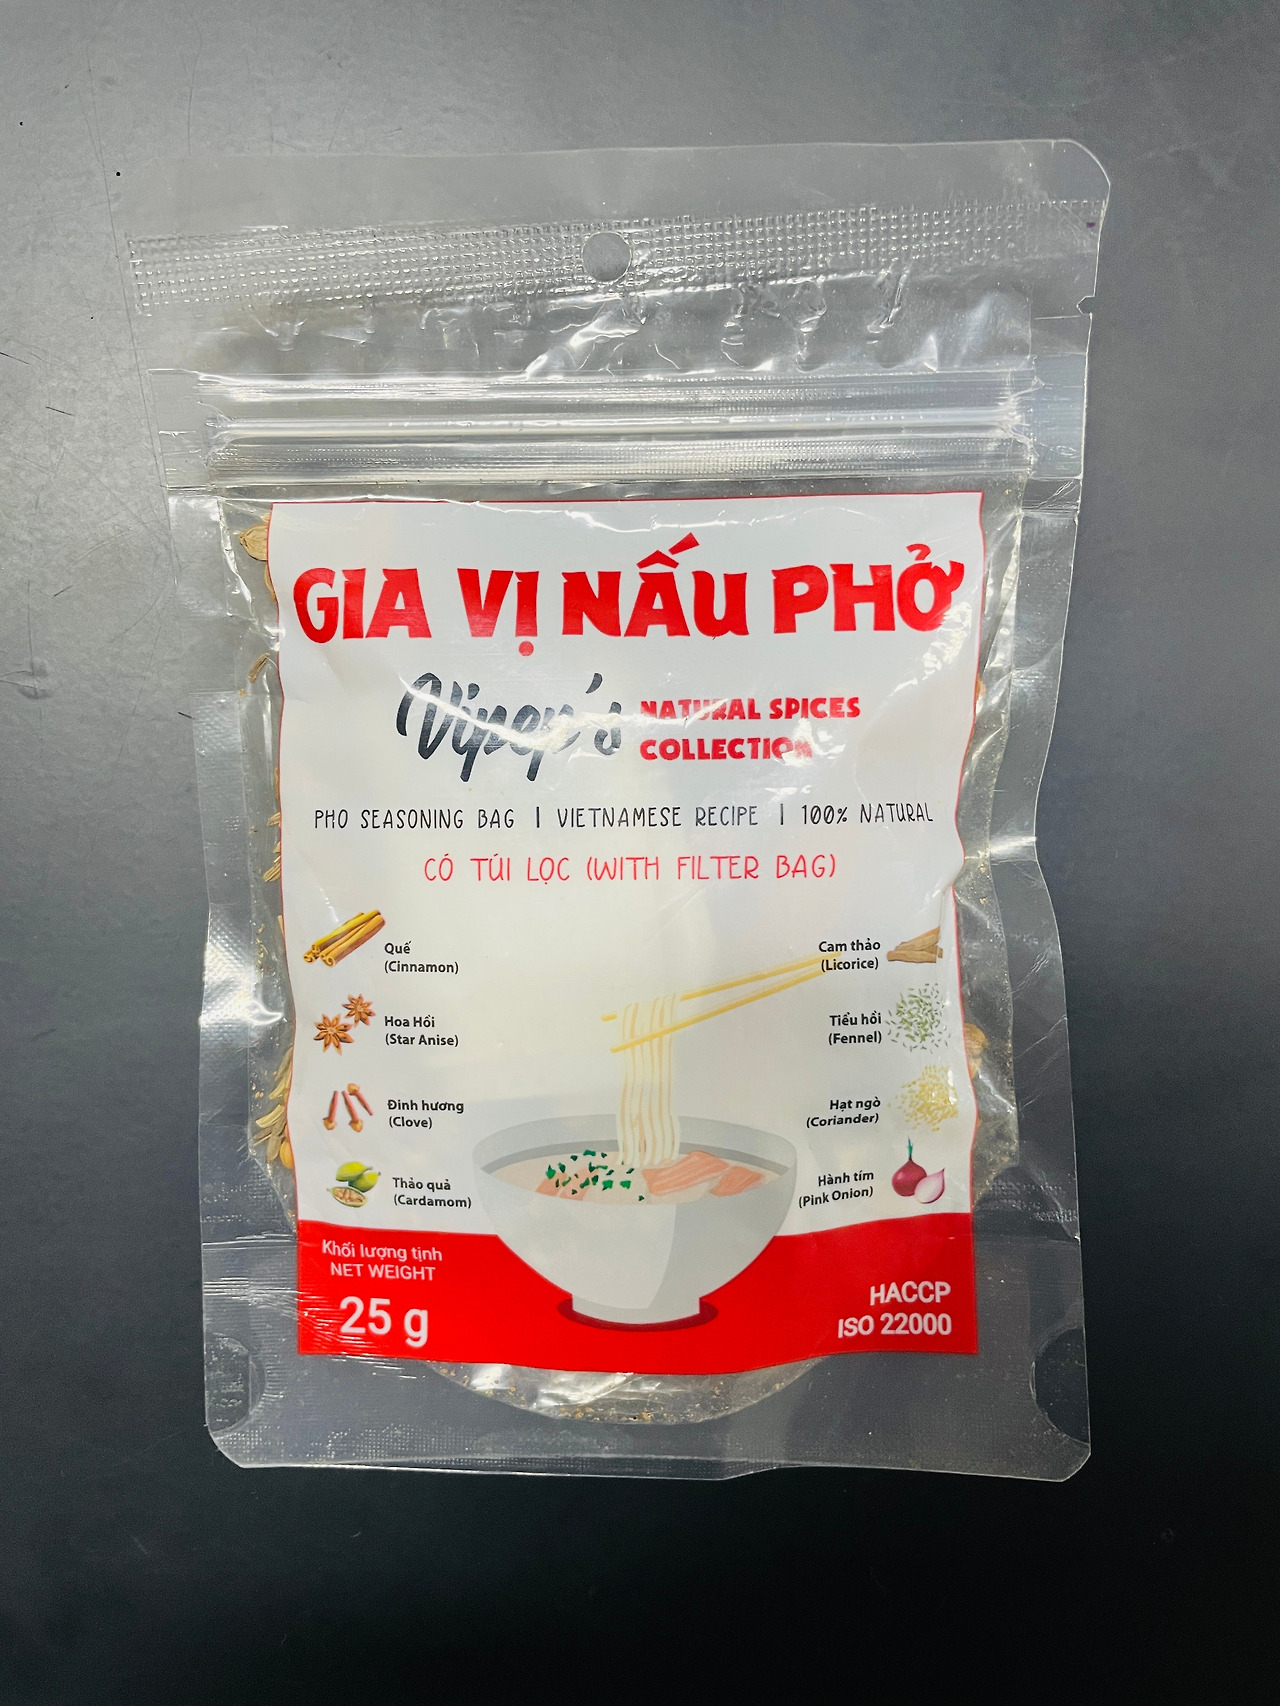 GIA VỊ NẤU PHỞ
Vipep's NATURAL SPICES
COLLECTION
PHO SEASONING BAG | VIETNAMESE RECIPE | 100% NATURAL
CÓ TÚI LỌC (WITH FILTER BAG)
Quế
(Cinnamon)
Hoa Hồi
(Star Anise)
Đinh hương
(Clove)
Thảo quả
(Cardamom)
Cam thảo
(Licorice)
Tiểu hồi
(Fennel)
Hạt ngò
(Coriander)
Hành tím
(Pink Onion)
Khối lượng tịnh
NET WEIGHT
25 g
HACCP
ISO 22000